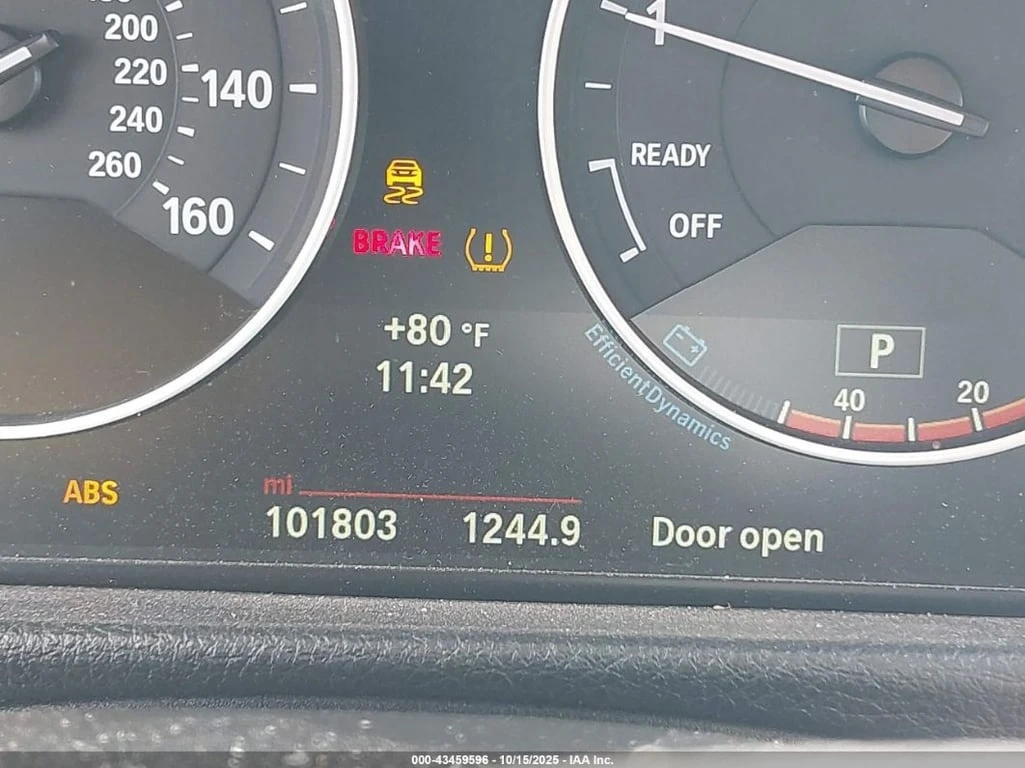 200
220
240
260
140
160
1
READY
OFF
BRAKE
+80 °F
11:42
EfficientDynamics
P
40
20
ABS
mi
101803
1244.9
Door open
000-43459596 - 10/15/2025 - IAA Inc.